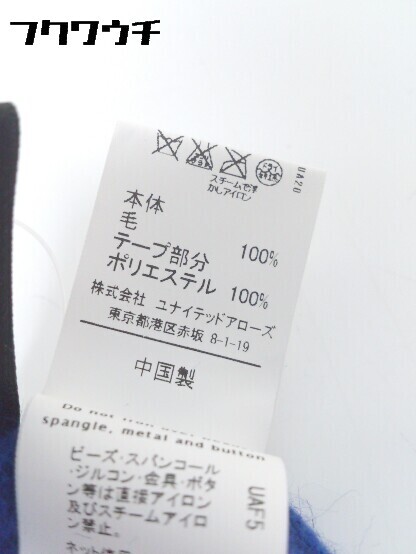 フクワウチ
UA20
スチームで浮
かしアイロン
本体
毛 100%
テープ部分
ポリエステル 100%
株式会社 ユナイテッドアローズ
東京都港区赤坂 8-1-19
中国製
spangle, metal and button
UAF5
ビーズ・スパンコール
・ジルコン・金具・ボタ
ン等は直接アイロン
及びスチームアイロ
ン禁止。